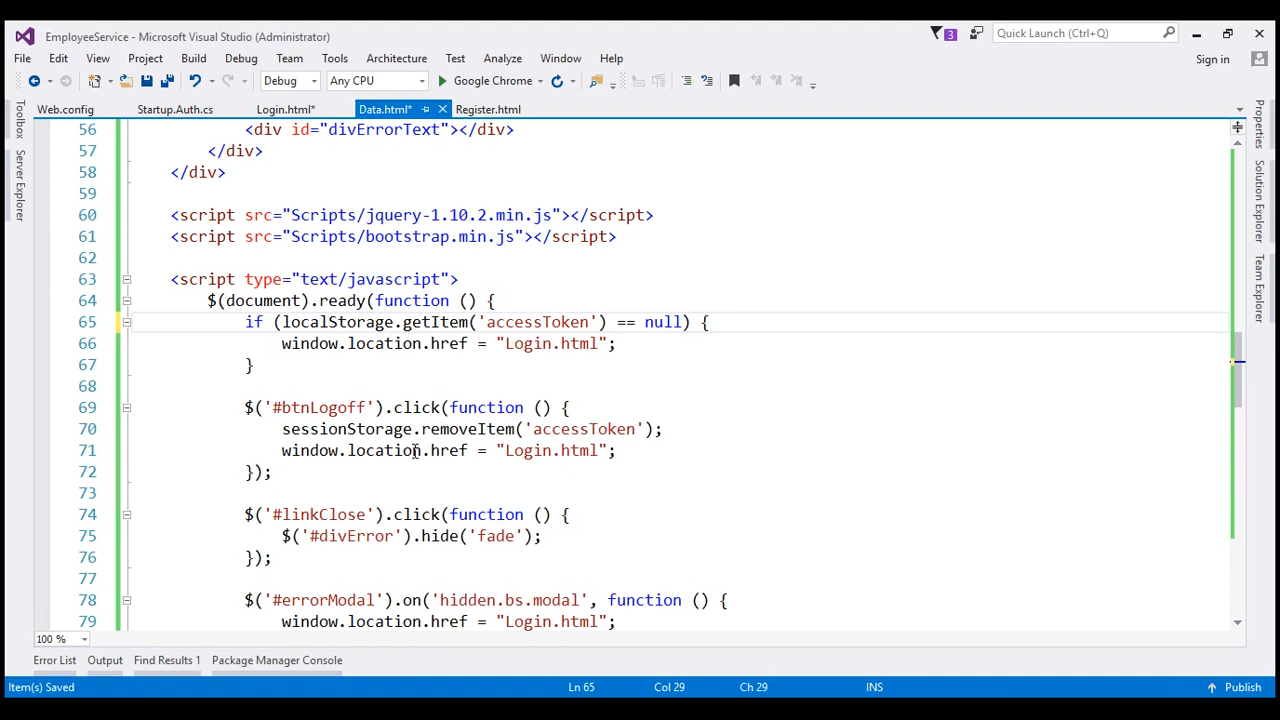 EmployeeService - Microsoft Visual Studio (Administrator)
3
Quick Launch (Ctrl+Q)
File Edit View Project Build Debug Team Tools Architecture Test Analyze Window Help
Sign in
Debug Any CPU Google Chrome
Web.config Startup.Auth.cs Login.html* Data.html* Register.html
Toolbox
Server Explorer
Properties
Solution Explorer
Team Explorer
56 <div id="divErrorText"></div>
57 </div>
58 </div>
59
60 <script src="Scripts/jquery-1.10.2.min.js"></script>
61 <script src="Scripts/bootstrap.min.js"></script>
62
63 <script type="text/javascript">
64 $(document).ready(function () {
65 if (localStorage.getItem('accessToken') == null) {
66 window.location.href = "Login.html";
67 }
68
69 $('#btnLogoff').click(function () {
70 sessionStorage.removeItem('accessToken');
71 window.location.href = "Login.html";
72 });
73
74 $('#linkClose').click(function () {
75 $('#divError').hide('fade');
76 });
77
78 $('#errorModal').on('hidden.bs.modal', function () {
79 window.location.href = "Login.html";
100 %
Error List Output Find Results 1 Package Manager Console
Item(s) Saved Ln 65 Col 29 Ch 29 INS Publish